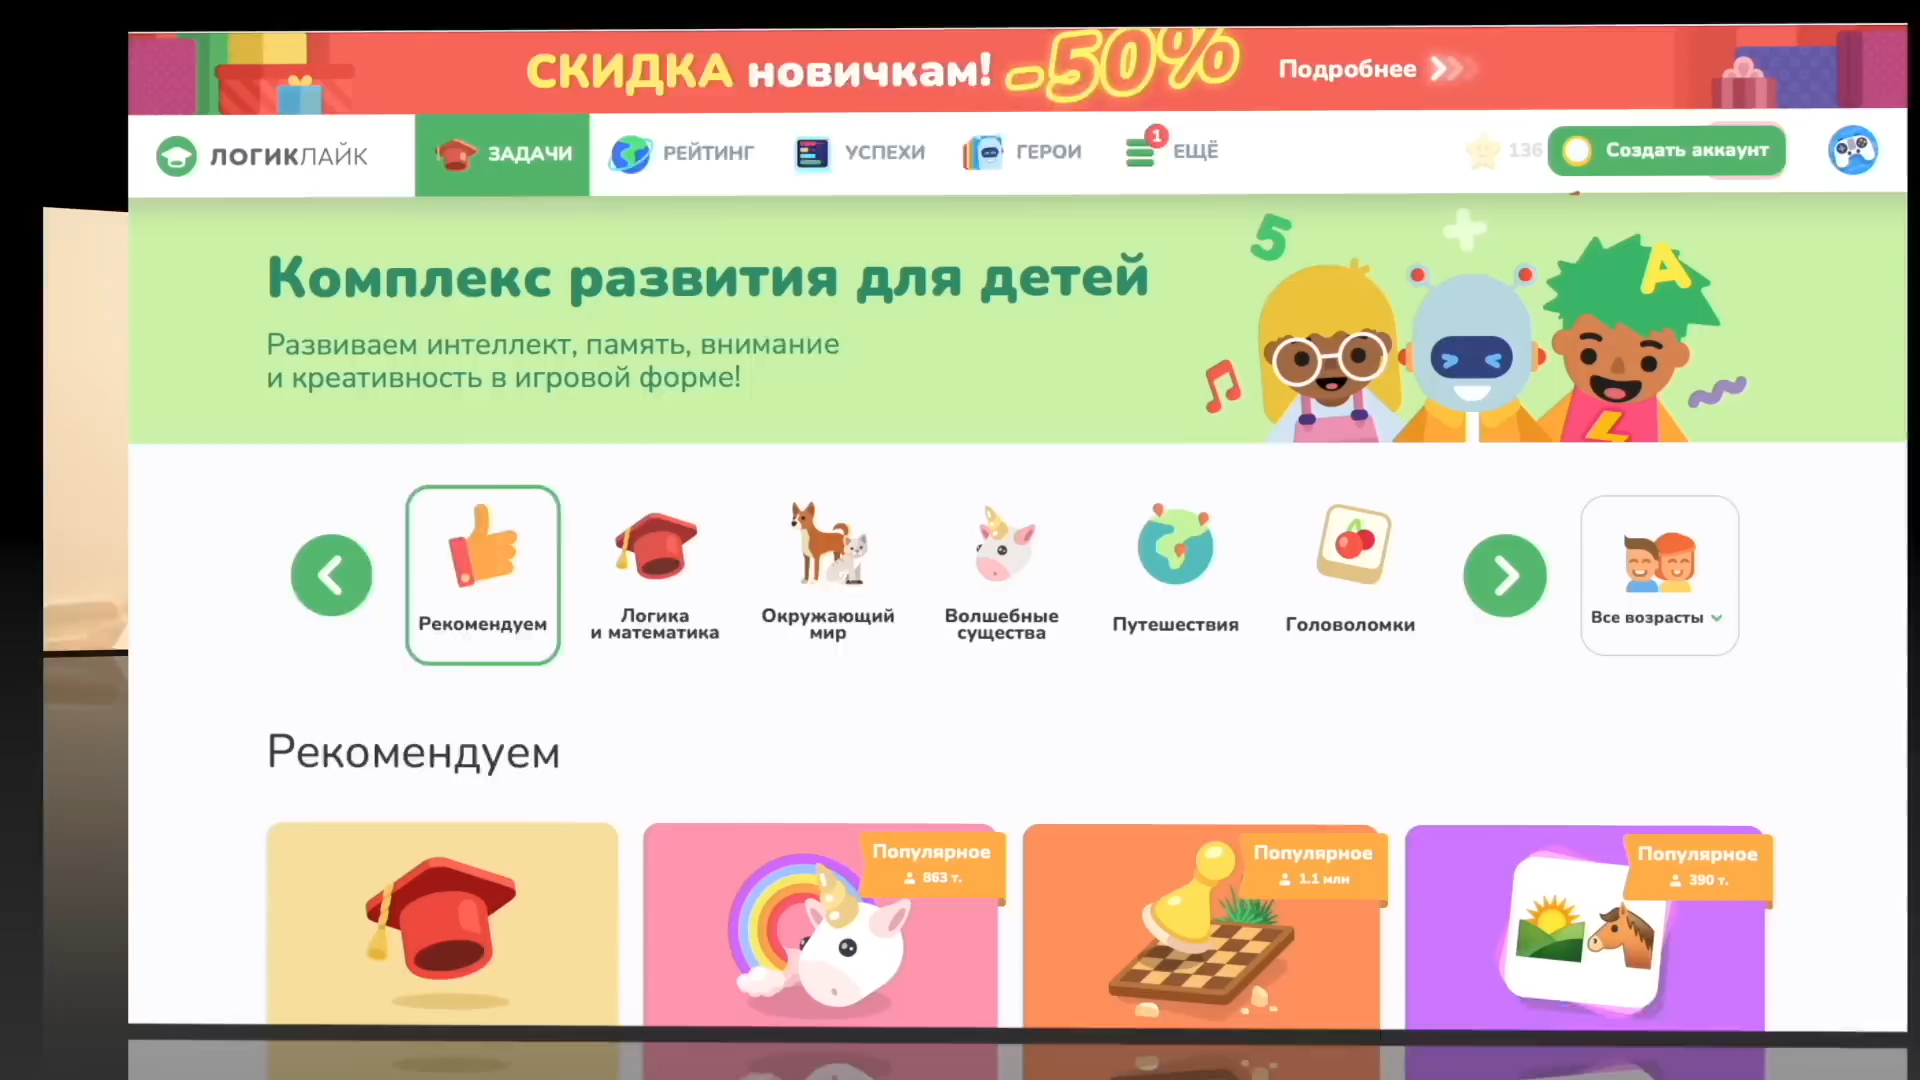 СКИДКА новичкам! -50% Подробнее
ЛОГИКЛАЙК
ЗАДАЧИ
РЕЙТИНГ
УСПЕХИ
ГЕРОИ
1
ЕЩЁ
136
Создать аккаунт
Комплекс развития для детей
Развиваем интеллект, память, внимание
и креативность в игровой форме!
5
A
Рекомендуем
Логика
и математика
Окружающий
мир
Волшебные
существа
Путешествия
Головоломки
Все возрасты
Рекомендуем
Популярное
863 т.
Популярное
1.1 млн
Популярное
390 т.